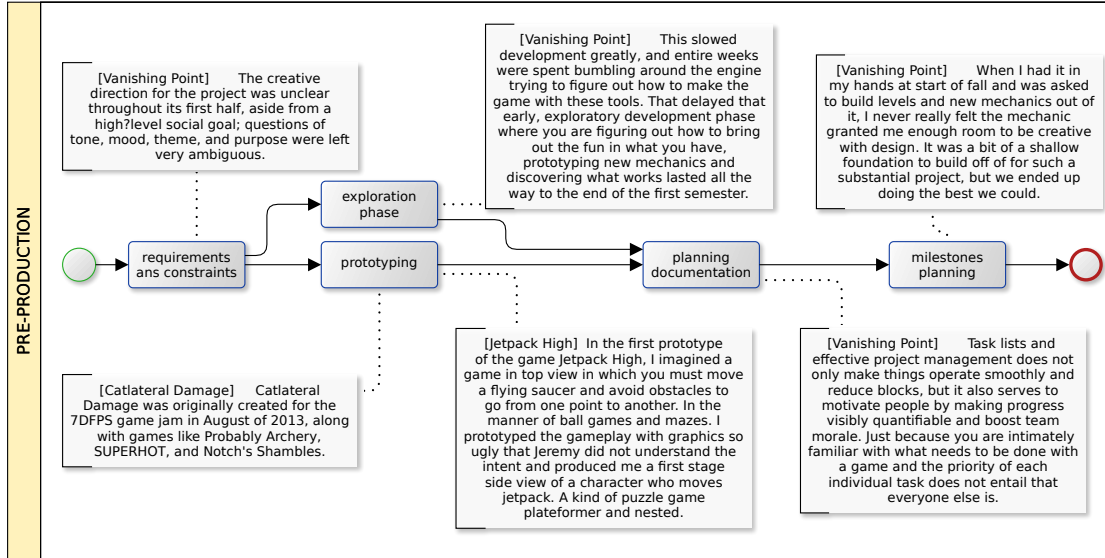 PRE-PRODUCTION
[Vanishing Point] The creative
direction for the project was unclear
throughout its first half, aside from a
high?level social goal; questions of
tone, mood, theme, and purpose were left
very ambiguous.
[Vanishing Point] This slowed
development greatly, and entire weeks
were spent bumbling around the engine
trying to figure out how to make the
game with these tools. That delayed that
early, exploratory development phase
where you are figuring out how to bring
out the fun in what you have,
prototyping new mechanics and
discovering what works lasted all the
way to the end of the first semester.
[Vanishing Point] When I had it in
my hands at start of fall and was asked
to build levels and new mechanics out of
it, I never really felt the mechanic
granted me enough room to be creative
with design. It was a bit of a shallow
foundation to build off of for such a
substantial project, but we ended up
doing the best we could.
requirements
ans constraints
exploration
phase
prototyping
planning
documentation
milestones
planning
[Catlateral Damage] Catlateral
Damage was originally created for the
7DFPS game jam in August of 2013, along
with games like Probably Archery,
SUPERHOT, and Notch's Shambles.
[Jetpack High] In the first prototype
of the game Jetpack High, I imagined a
game in top view in which you must move
a flying saucer and avoid obstacles to
go from one point to another. In the
manner of ball games and mazes. I
prototyped the gameplay with graphics so
ugly that Jeremy did not understand the
intent and produced me a first stage
side view of a character who moves
jetpack. A kind of puzzle game
plateformer and nested.
[Vanishing Point] Task lists and
effective project management does not
only make things operate smoothly and
reduce blocks, but it also serves to
motivate people by making progress
visibly quantifiable and boost team
morale. Just because you are intimately
familiar with what needs to be done with
a game and the priority of each
individual task does not entail that
everyone else is.